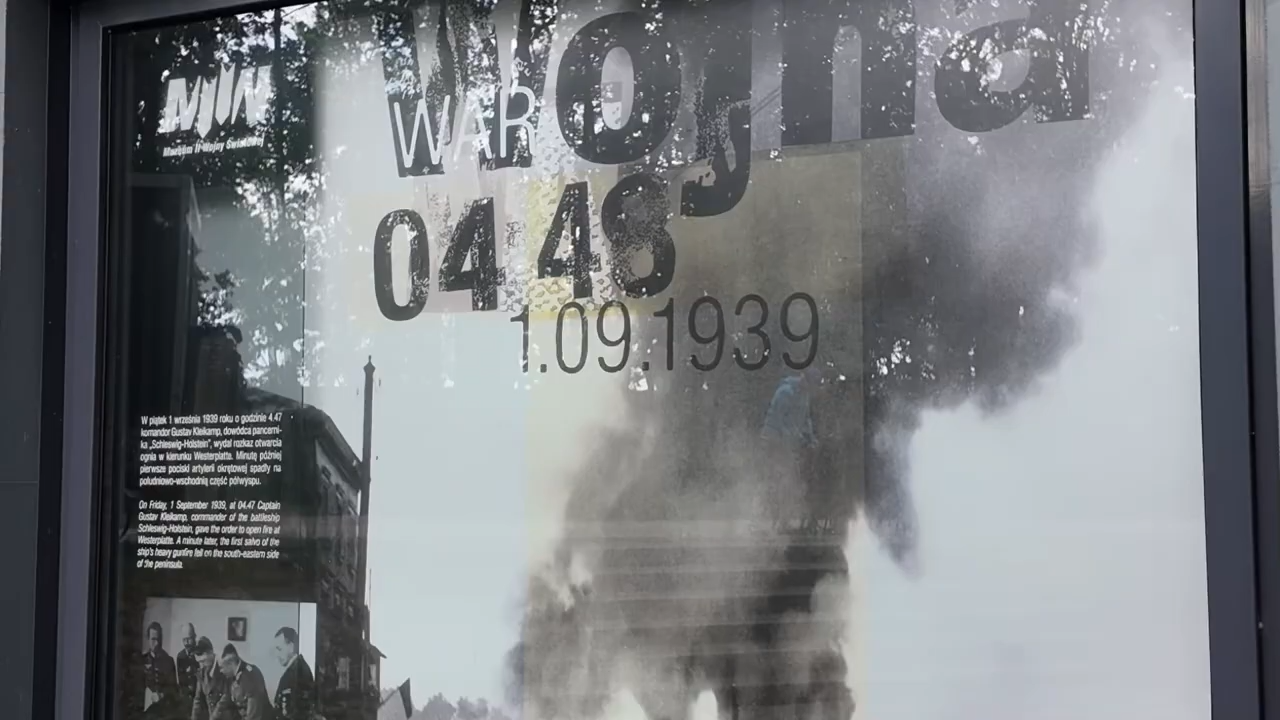 Wojna
WAR
MIIW
Muzeum II Wojny Światowej
04 48
1.09.1939
W piątek 1 września 1939 roku o godzinie 4.47
komandor Gustav Kleikamp, dowódca pancerni-
ka „Schleswig-Holstein”, wydał rozkaz otwarcia
ognia w kierunku Westerplatte. Minutę później
pierwsze pociski artylerii okrętowej spadły na
południowo-wschodnią część półwyspu.
On Friday, 1 September 1939, at 04.47 Captain
Gustav Kleikamp, commander of the battleship
Schleswig-Holstein, gave the order to open fire at
Westerplatte. A minute later, the first salvo of the
ship's heavy gunfire fell on the south-eastern side
of the peninsula.